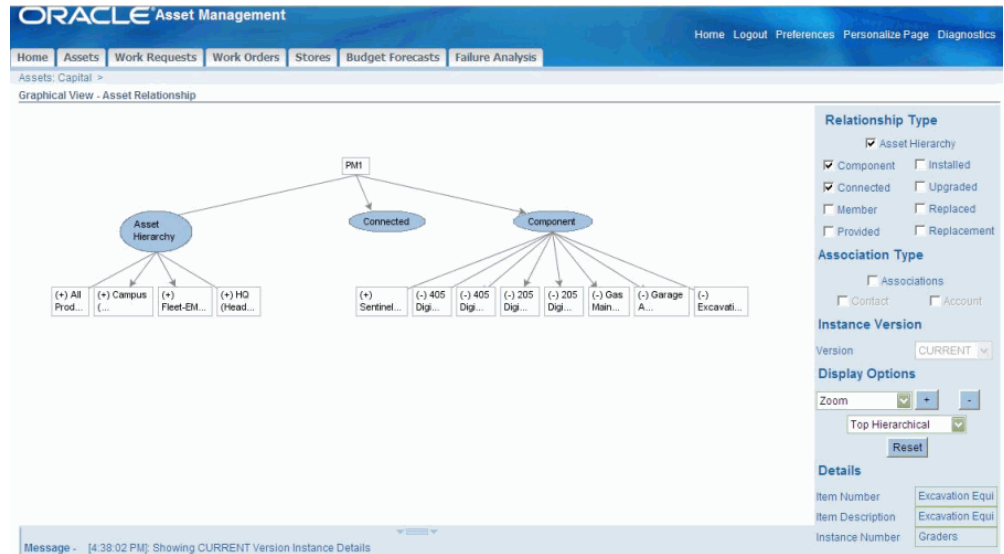 ORACLE Asset Management
Home Logout Preferences Personalize Page Diagnostics
Home Assets Work Requests Work Orders Stores Budget Forecasts Failure Analysis
Assets: Capital >
Graphical View - Asset Relationship
PM1
Asset
Hierarchy
Connected
Component
(+) All
Prod...
(+) Campus
(...
(+)
Fleet-EM...
(+) HQ
(Head...
(+)
Sentinel...
(-) 405
Digi...
(-) 405
Digi...
(-) 205
Digi...
(-) 205
Digi...
(-) Gas
Main...
(-) Garage
A...
(-)
Excavati...
Relationship Type
Asset Hierarchy
Component Installed
Connected Upgraded
Member Replaced
Provided Replacement
Association Type
Associations
Contact Account
Instance Version
Version CURRENT
Display Options
Zoom + -
Top Hierarchical
Reset
Details
Item Number Excavation Equi
Item Description Excavation Equi
Instance Number Graders
Message - [4:38:02 PM]: Showing CURRENT Version Instance Details